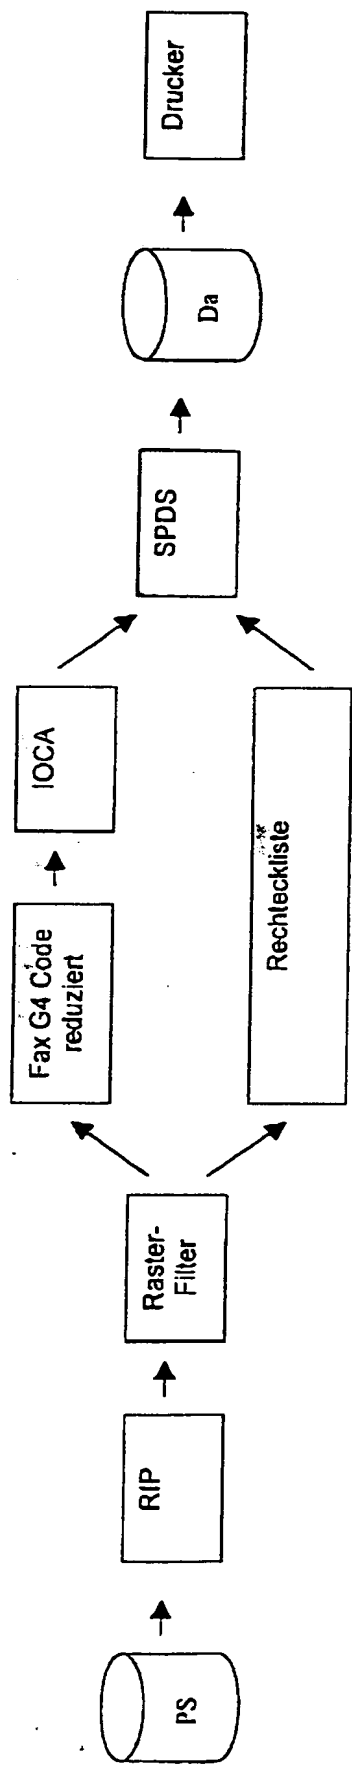 PS
RIP
Raster-
Filter
Fax G4 Code
reduziert
IOCA
Rechteckliste
SPDS
Da
Drucker